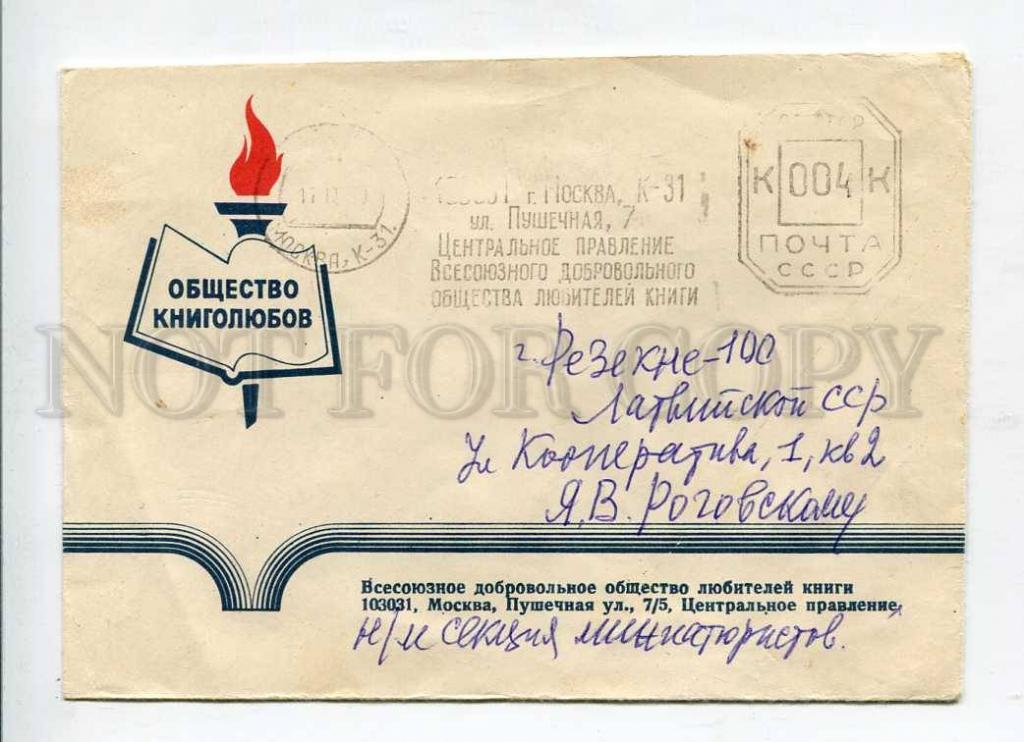 ОБЩЕСТВО
КНИГОЛЮБОВ
МОСКВА, К-31
г. МОСКВА, К-31
УЛ. ПУШЕЧНАЯ, 7
ЦЕНТРАЛЬНОЕ ПРАВЛЕНИЕ
ВСЕСОЮЗНОГО ДОБРОВОЛЬНОГО
ОБЩЕСТВА ЛЮБИТЕЛЕЙ КНИГИ
К 004 К
ПОЧТА
СССР
NOT FOR COPY
г. Резекне-100
Латвийской ССР
Ул Кооператива, 1, кв 2
Я.В. Роговскому
Всесоюзное добровольное общество любителей книги
103031, Москва, Пушечная ул., 7/5, Центральное правление,
н/м секция миниатюристов.